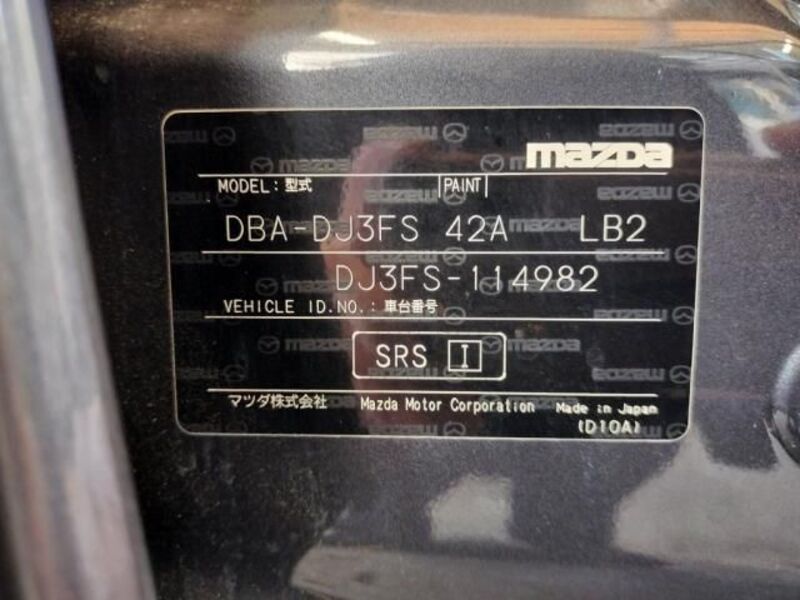 mazda
MODEL:型式 PAINT
DBA-DJ3FS 42A LB2
DJ3FS-114982
VEHICLE ID.NO.:車台番号
SRS I
マツダ株式会社 Mazda Motor Corporation Made in Japan
(D10A)